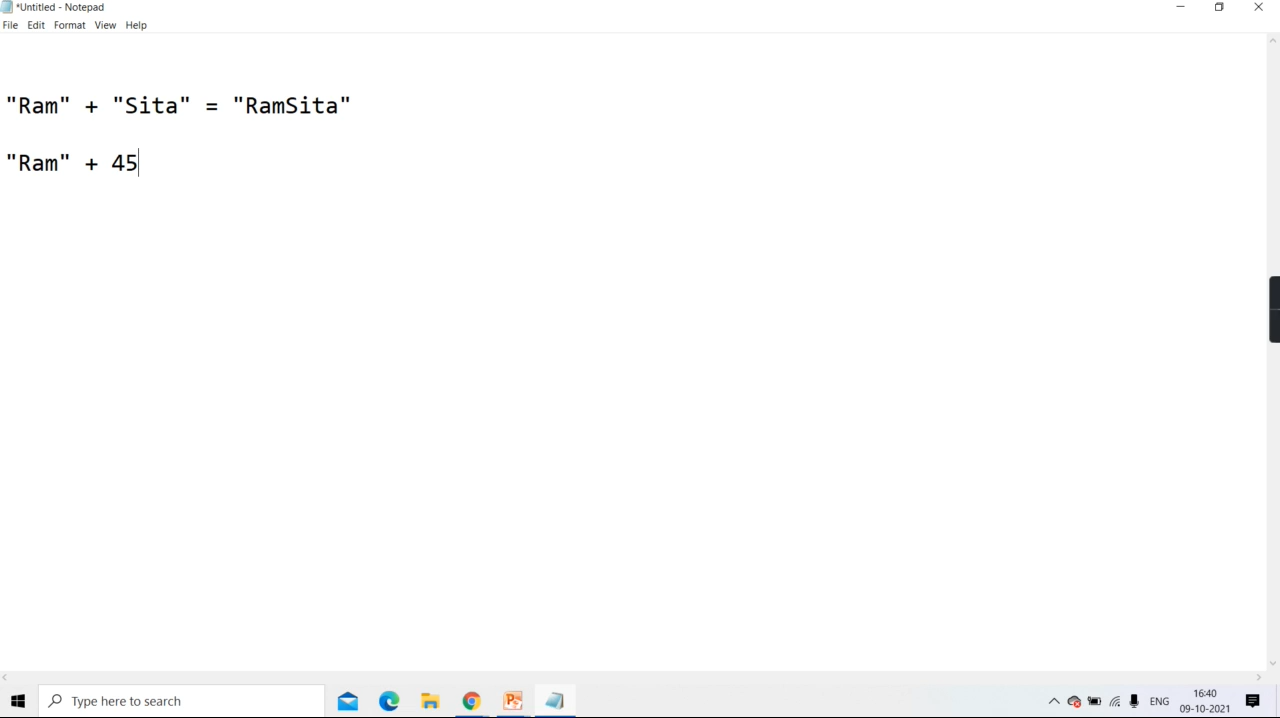 *Untitled - Notepad
File Edit Format View Help
"Ram" + "Sita" = "RamSita"
"Ram" + 45
Type here to search
ENG
16:40
09-10-2021